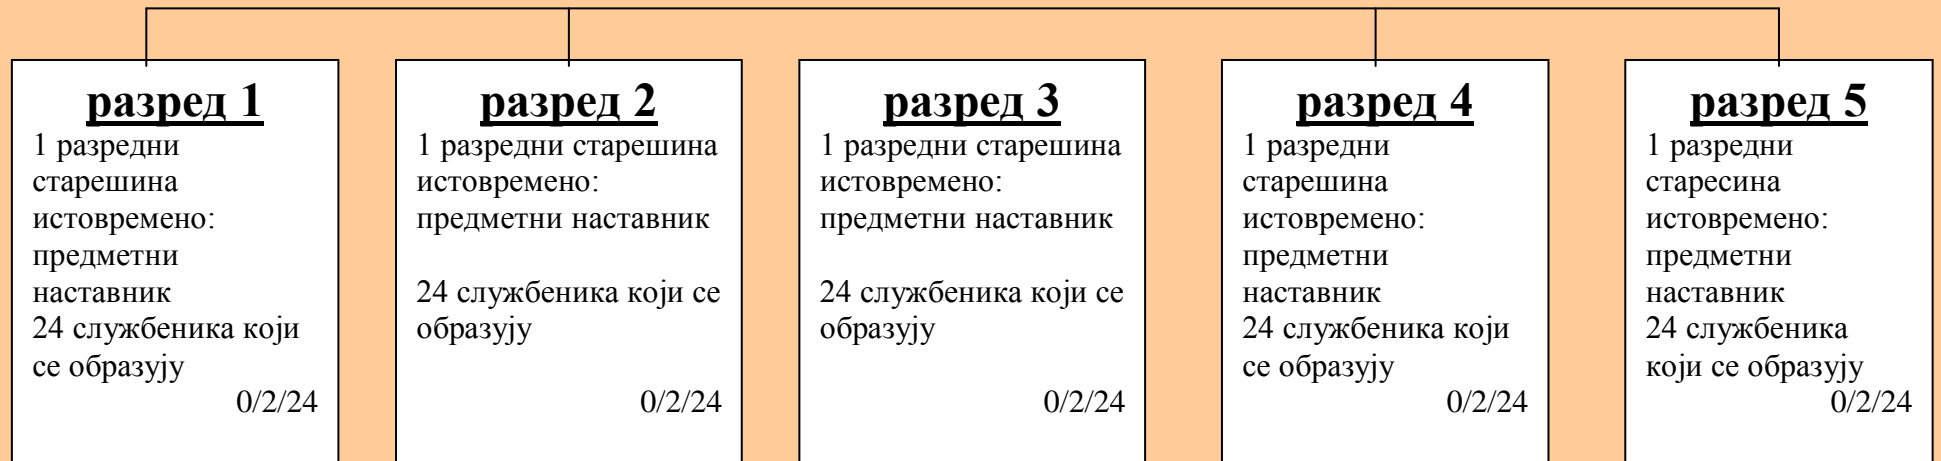 разред 1
1 разредни
старешина
истовремено:
предметни
наставник
24 службеника који
се образују
0/2/24
разред 2
1 разредни старешина
истовремено:
предметни наставник
24 службеника који се
образују
0/2/24
разред 3
1 разредни старешина
истовремено:
предметни наставник
24 службеника који се
образују
0/2/24
разред 4
1 разредни
старешина
истовремено:
предметни
наставник
24 службеника који
се образују
0/2/24
разред 5
1 разредни
старесина
истовремено:
предметни
наставник
24 службеника
који се образују
0/2/24